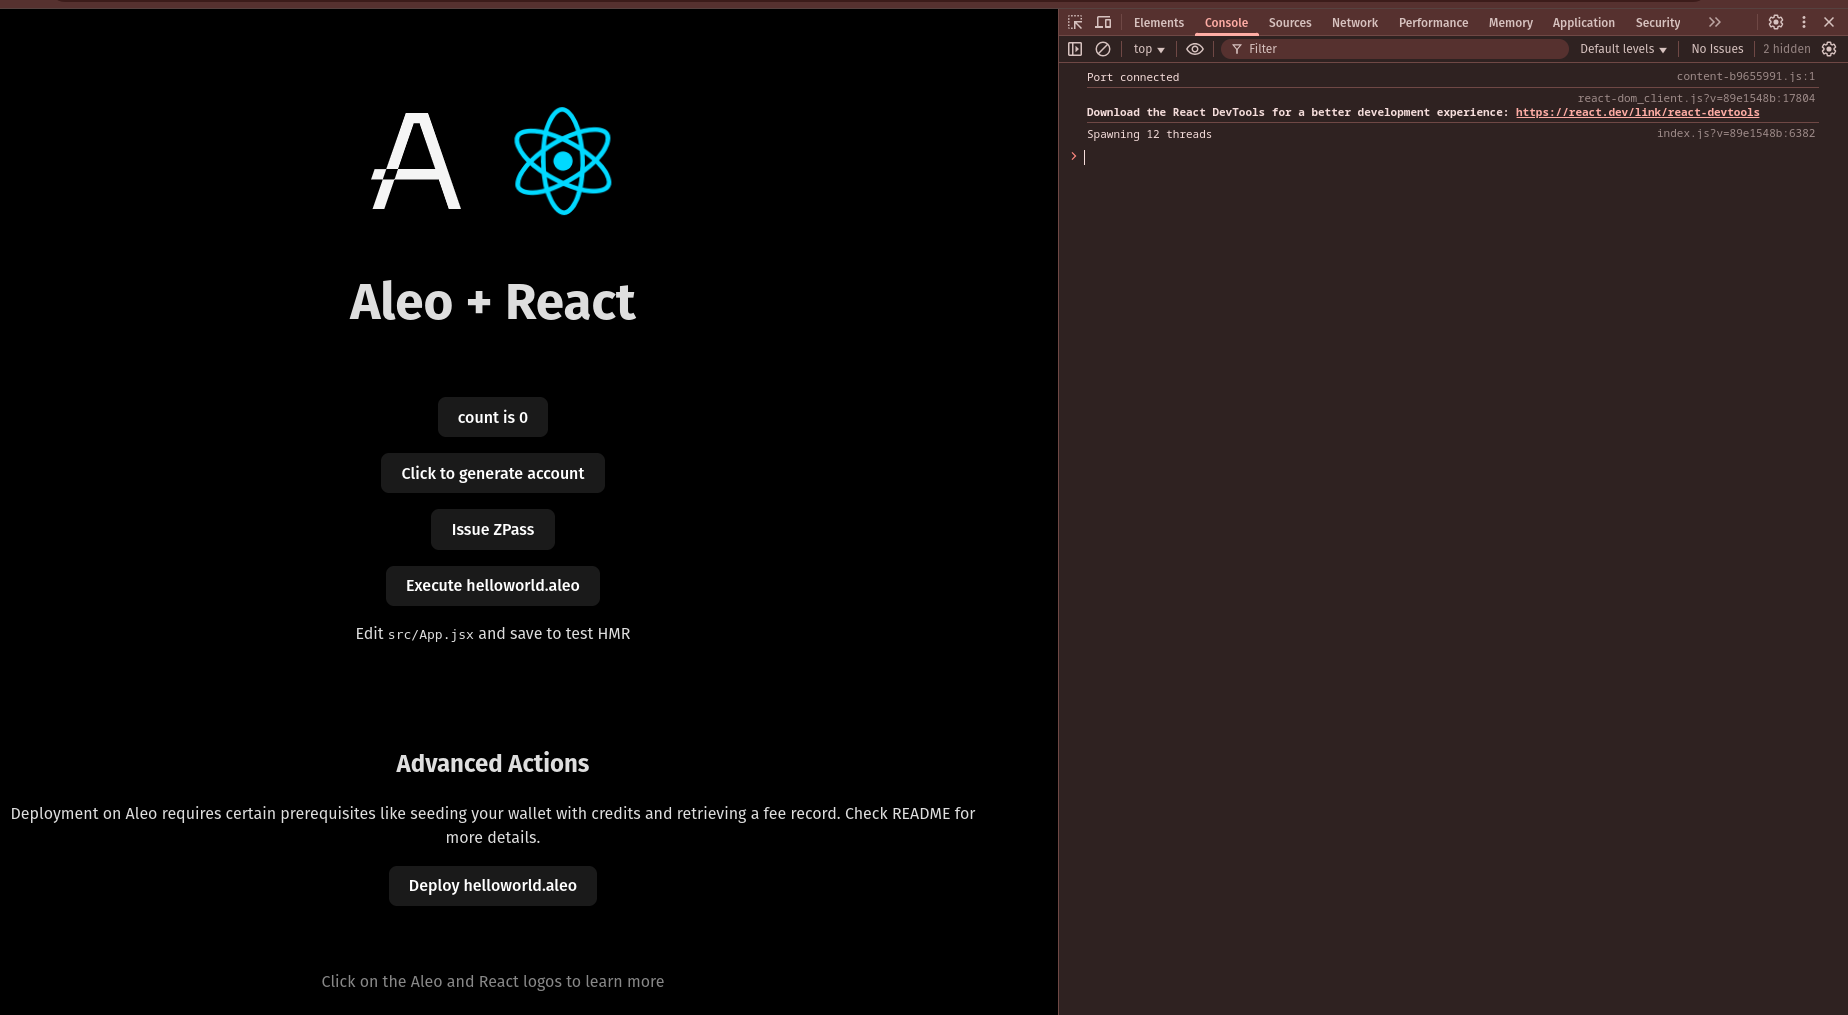 Aleo + React
count is 0
Click to generate account
Issue ZPass
Execute helloworld.aleo
Edit src/App.jsx and save to test HMR
Advanced Actions
Deployment on Aleo requires certain prerequisites like seeding your wallet with credits and retrieving a fee record. Check README for
more details.
Deploy helloworld.aleo
Click on the Aleo and React logos to learn more
Elements Console Sources Network Performance Memory Application Security
top Filter Default levels No Issues 2 hidden
Port connected content-b9655991.js:1
react-dom_client.js?v=89e1548b:17804
Download the React DevTools for a better development experience: https://react.dev/link/react-devtools
Spawning 12 threads index.js?v=89e1548b:6382